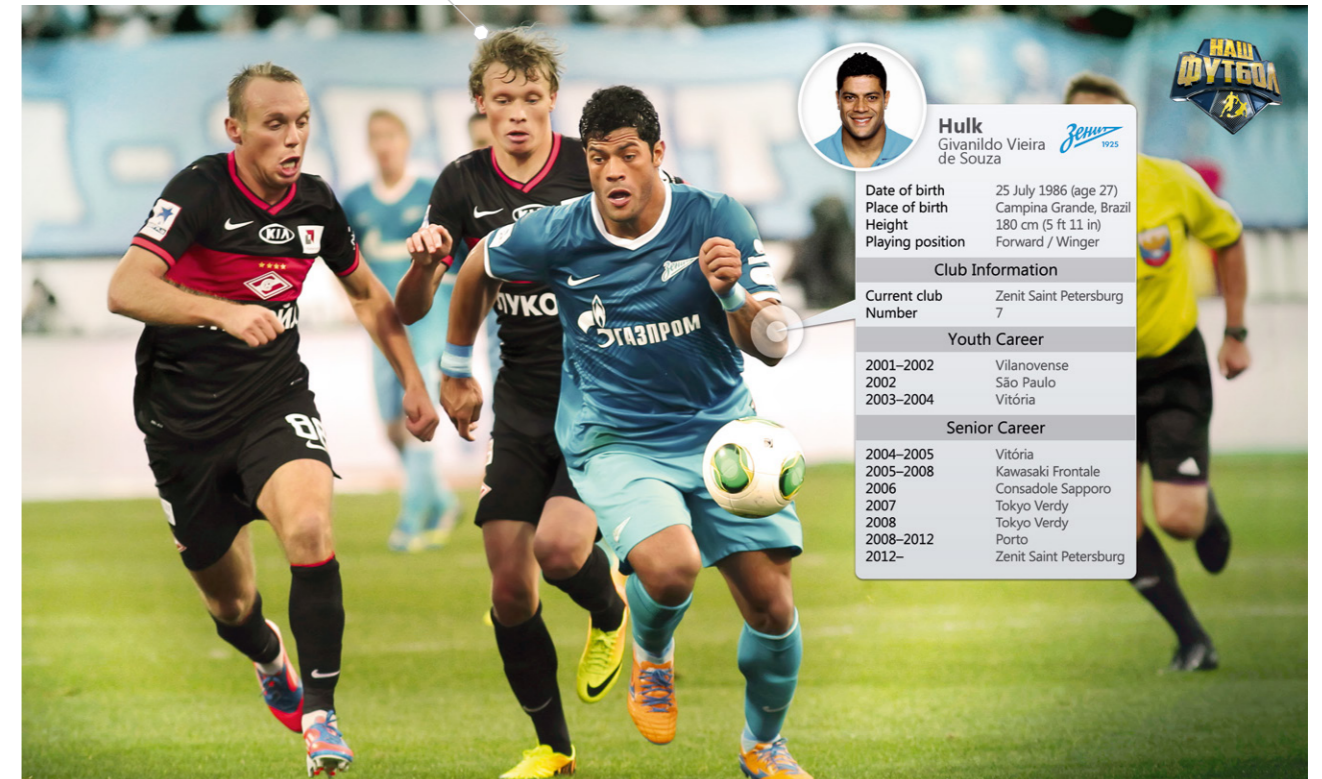 НАШ
ФУТБОЛ
Hulk
Givanildo Vieira
de Souza
Зенит
1925
Date of birth 25 July 1986 (age 27)
Place of birth Campina Grande, Brazil
Height 180 cm (5 ft 11 in)
Playing position Forward / Winger
Club Information
Current club Zenit Saint Petersburg
Number 7
Youth Career
2001–2002 Vilanovense
2002 São Paulo
2003–2004 Vitória
Senior Career
2004–2005 Vitória
2005–2008 Kawasaki Frontale
2006 Consadole Sapporo
2007 Tokyo Verdy
2008 Tokyo Verdy
2008–2012 Porto
2012– Zenit Saint Petersburg
KIA
ГАЗПРОМ